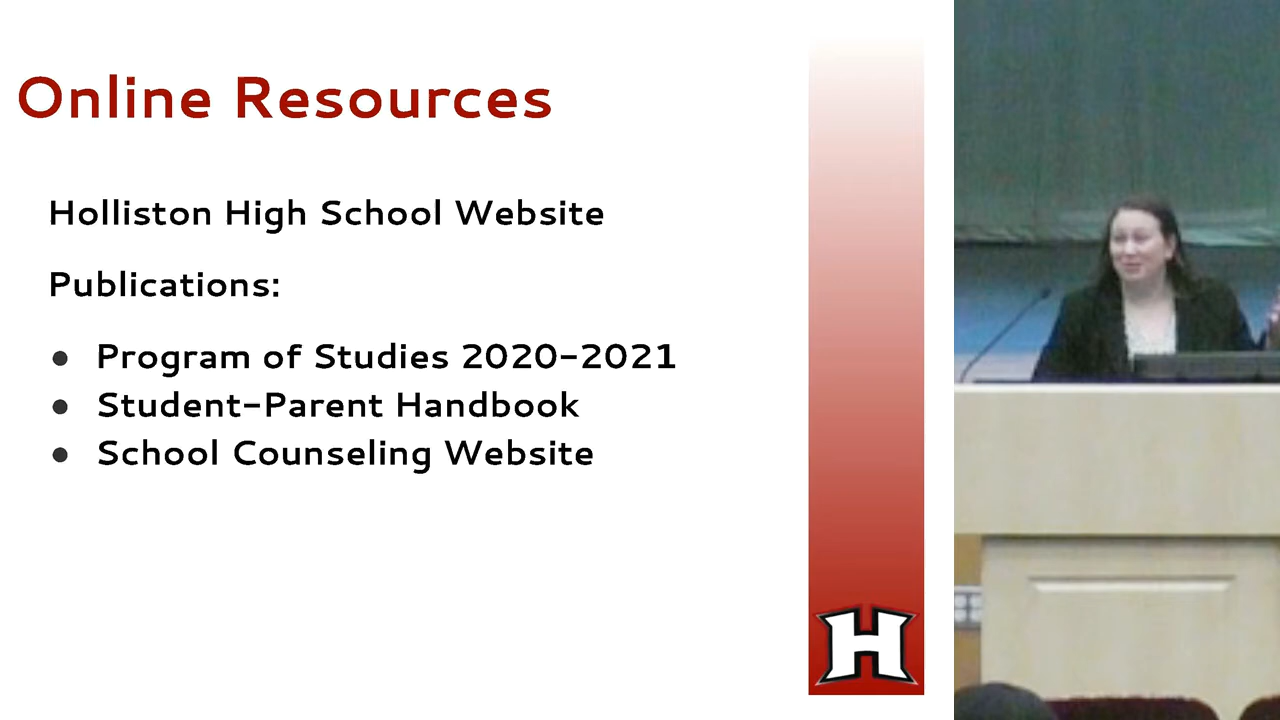 Online Resources
Holliston High School Website
Publications:
● Program of Studies 2020-2021
● Student-Parent Handbook
● School Counseling Website
H